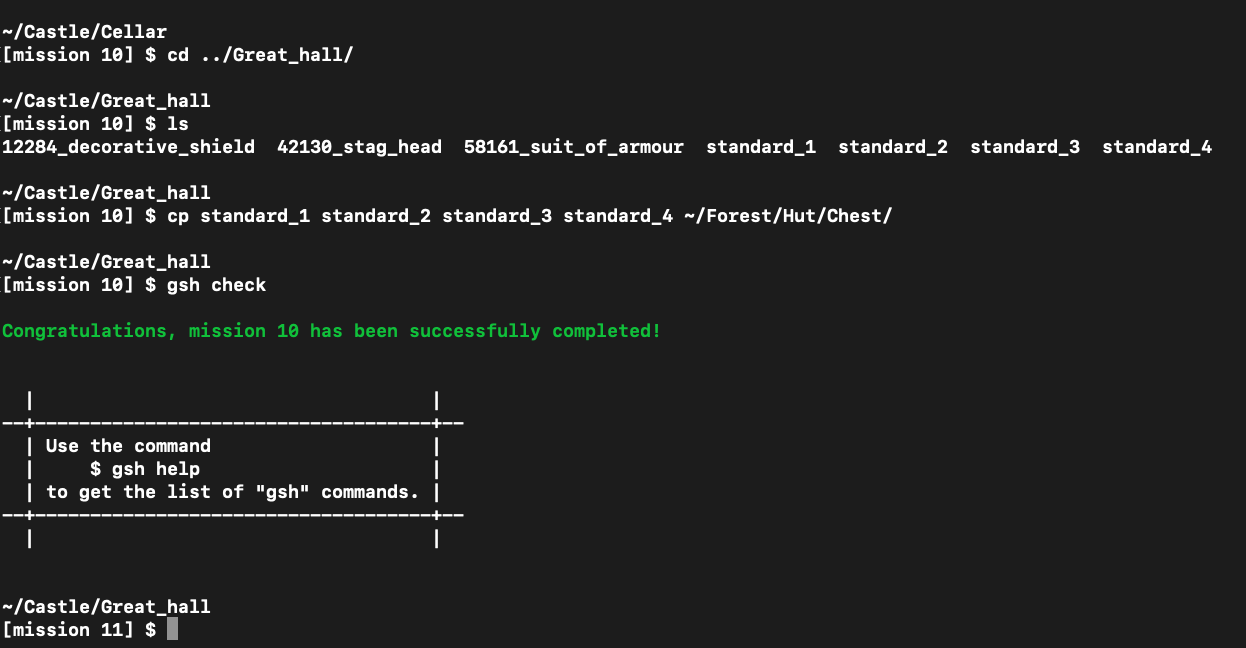 ~/Castle/Cellar
[mission 10] $ cd ../Great_hall/
~/Castle/Great_hall
[mission 10] $ ls
12284_decorative_shield  42130_stag_head  58161_suit_of_armour  standard_1  standard_2  standard_3  standard_4
~/Castle/Great_hall
[mission 10] $ cp standard_1 standard_2 standard_3 standard_4 ~/Forest/Hut/Chest/
~/Castle/Great_hall
[mission 10] $ gsh check
Congratulations, mission 10 has been successfully completed!
  |                                    |
--+------------------------------------+--
  | Use the command                    |
  |     $ gsh help                     |
  | to get the list of "gsh" commands. |
--+------------------------------------+--
  |                                    |
~/Castle/Great_hall
[mission 11] $